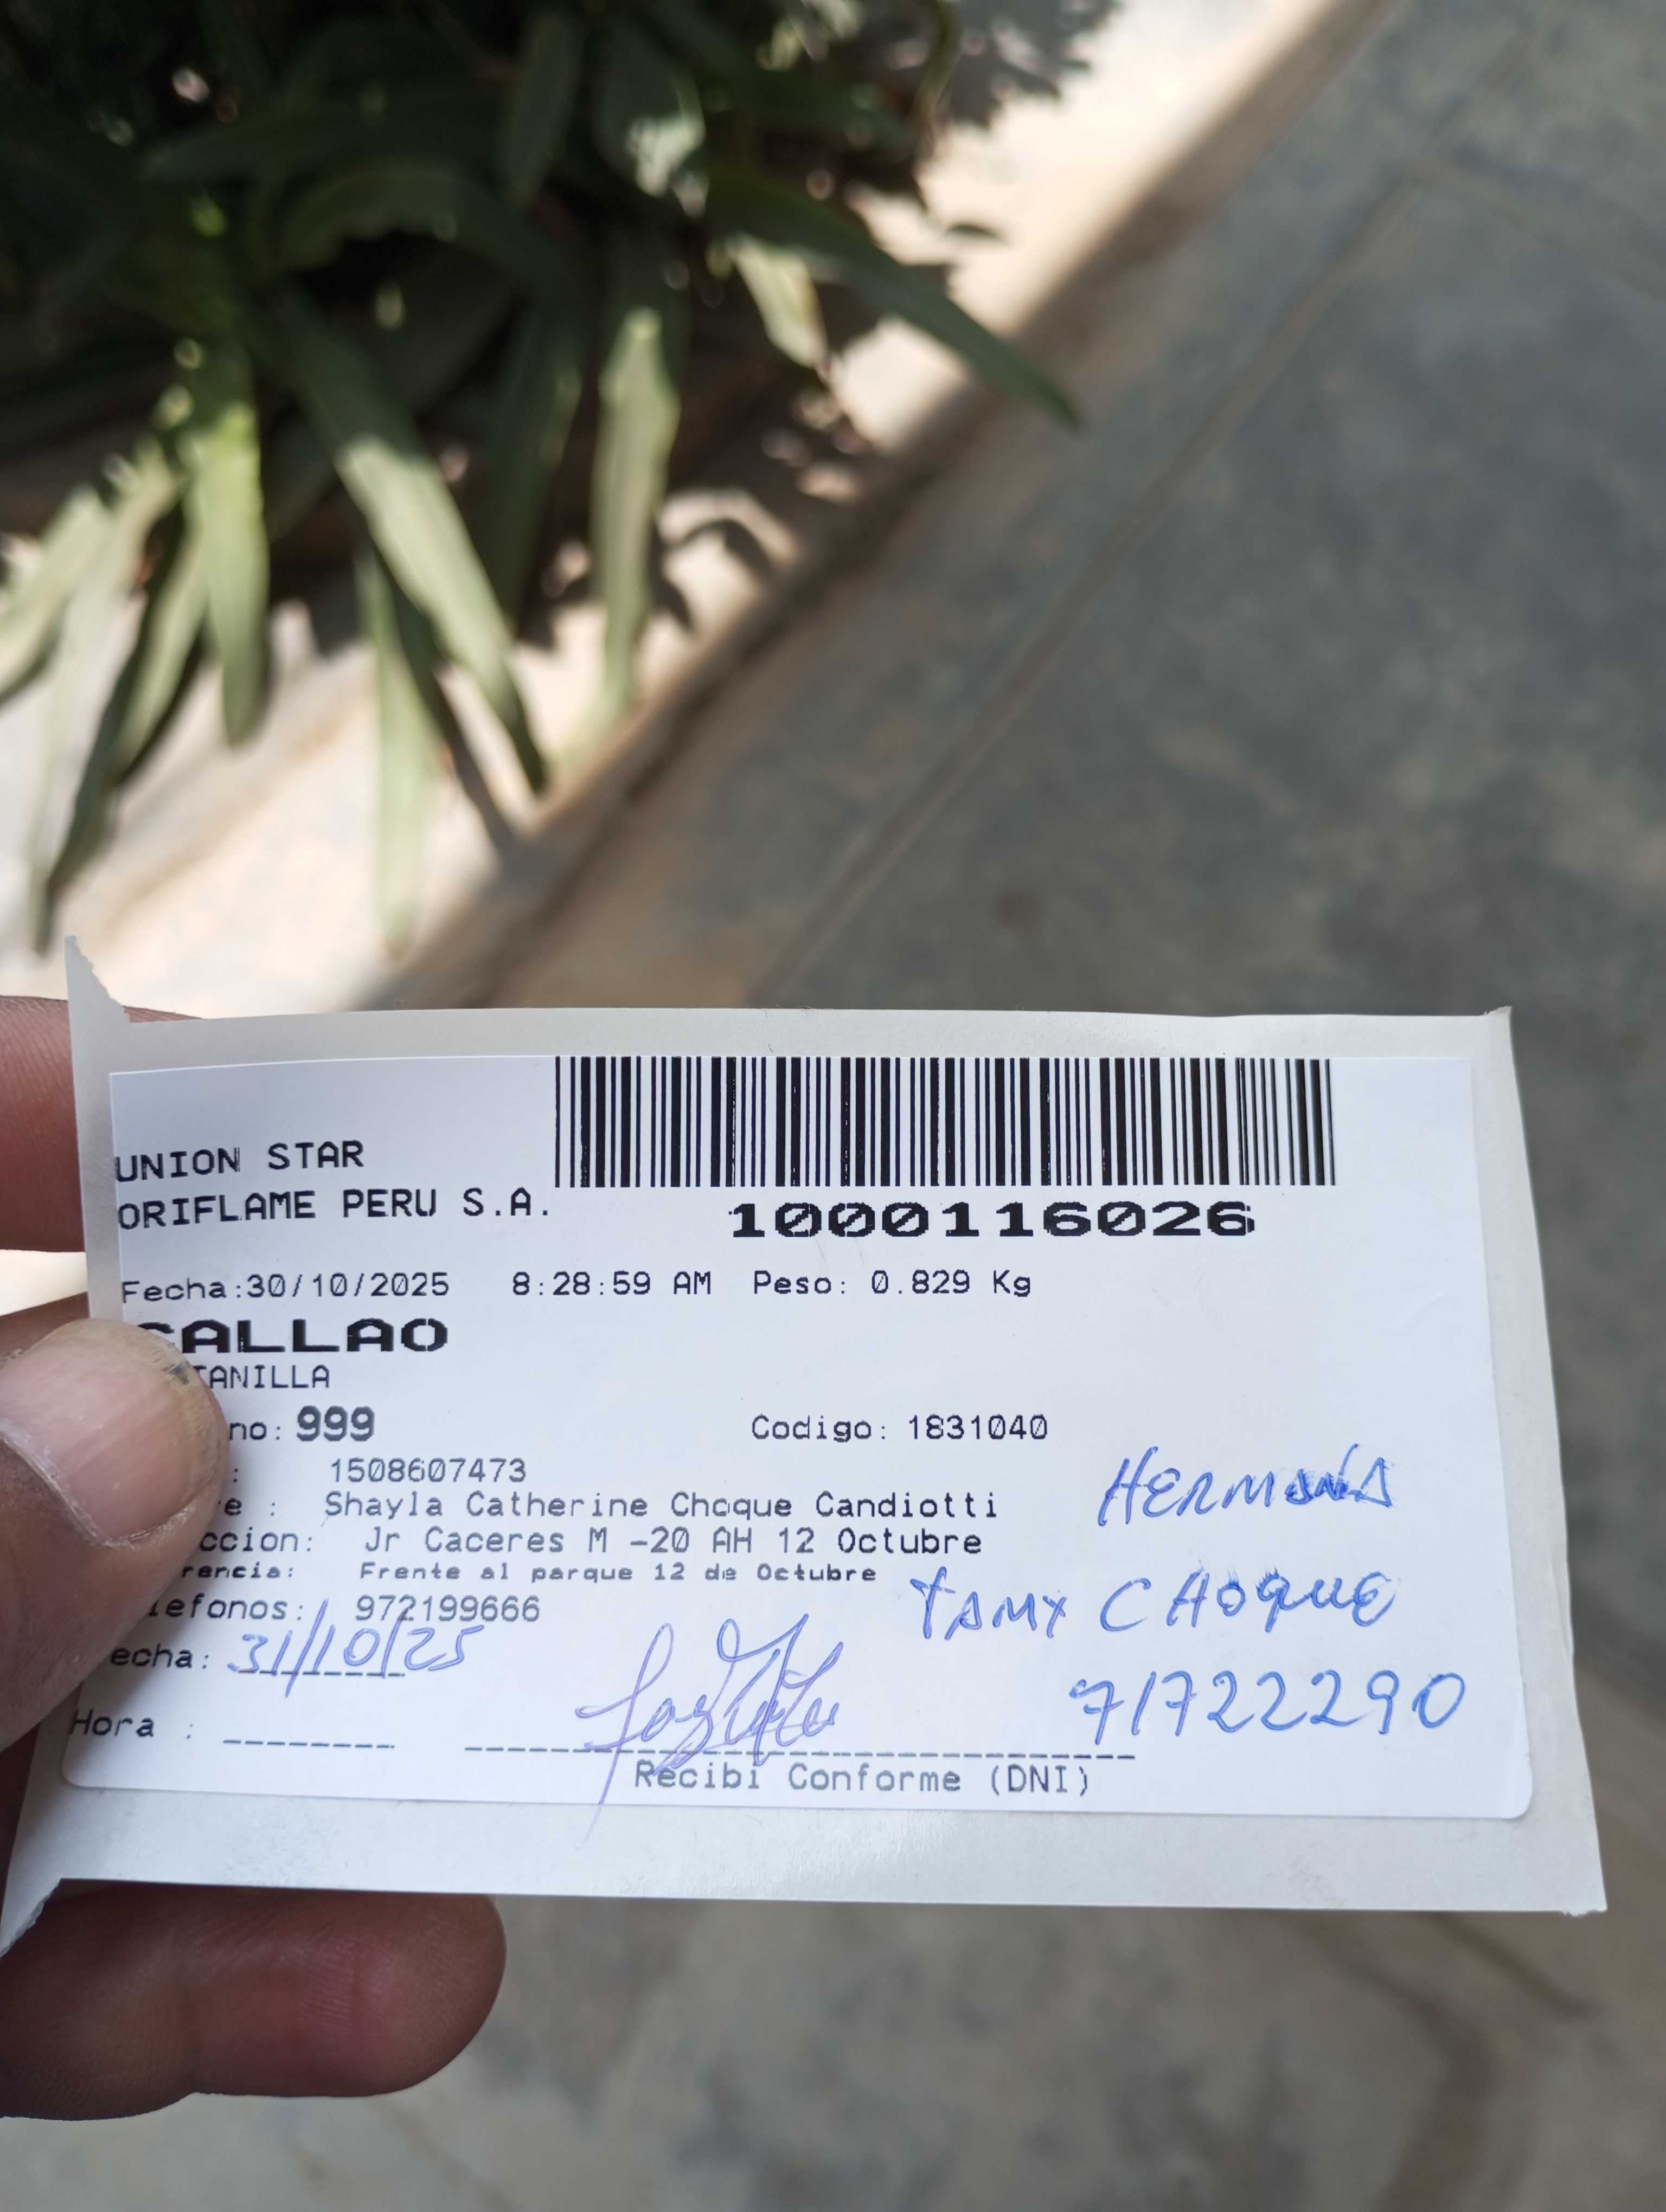 UNION STAR
ORIFLAME PERU S.A.
1000116026
Fecha:30/10/2025 8:28:59 AM Peso: 0.829 Kg
CALLAO
TANILLA
no: 999 Codigo: 1831040
: 1508607473
e : Shayla Catherine Choque Candiotti
ccion: Jr Caceres M -20 AH 12 Octubre
rencia: Frente al parque 12 de Octubre
lefonos: 972199666
echa: 31/10/25
HERMANA
TAMY CHOQUE
71722290
Hora :
Recibi Conforme (DNI)